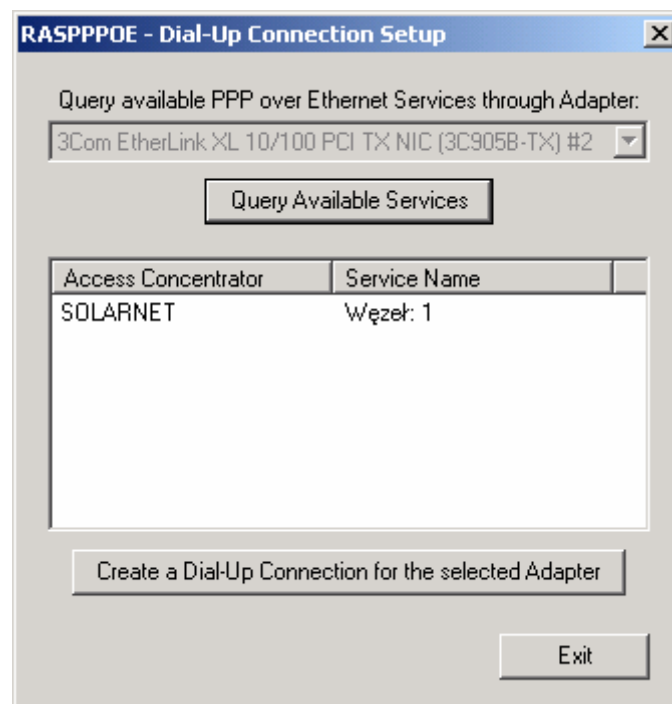 RASPPPOE - Dial-Up Connection Setup
Query available PPP over Ethernet Services through Adapter:
3Com EtherLink XL 10/100 PCI TX NIC (3C905B-TX) #2
Query Available Services
Access Concentrator Service Name
SOLARNET Węzeł: 1
Create a Dial-Up Connection for the selected Adapter
Exit